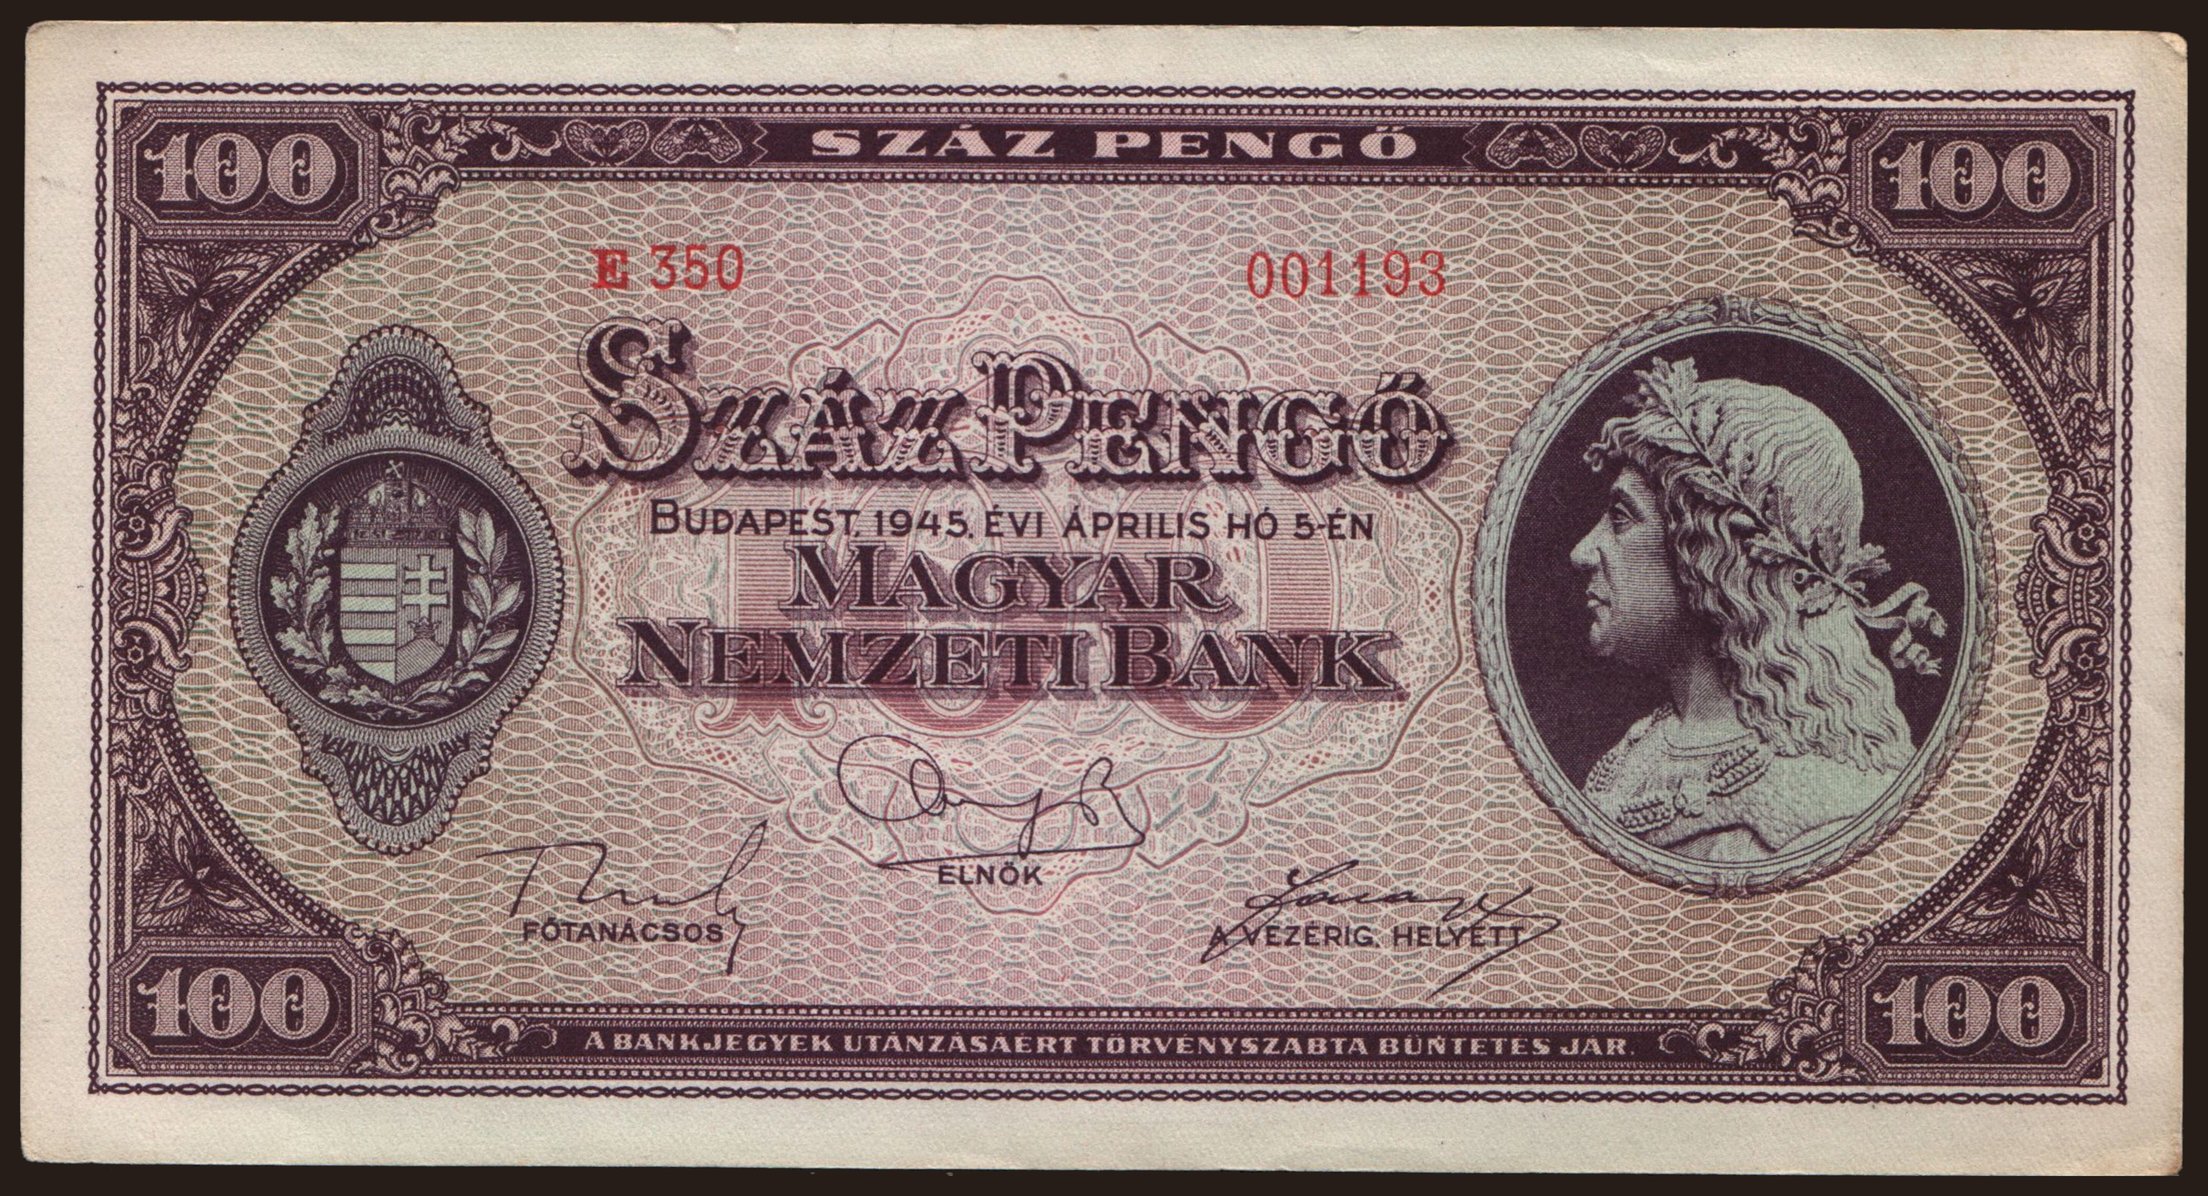 100 SZÁZ PENGŐ 100
E 350 001193
SZÁZ PENGŐ
BUDAPEST, 1945. ÉVI ÁPRILIS HÓ 5-ÉN
MAGYAR
NEMZETI BANK
ELNÖK
FŐTANÁCSOS A VEZÉRIG. HELYETT
100 A BANKJEGYEK UTÁNZÁSAÉRT TÖRVÉNYSZABTA BÜNTETÉS JÁR. 100